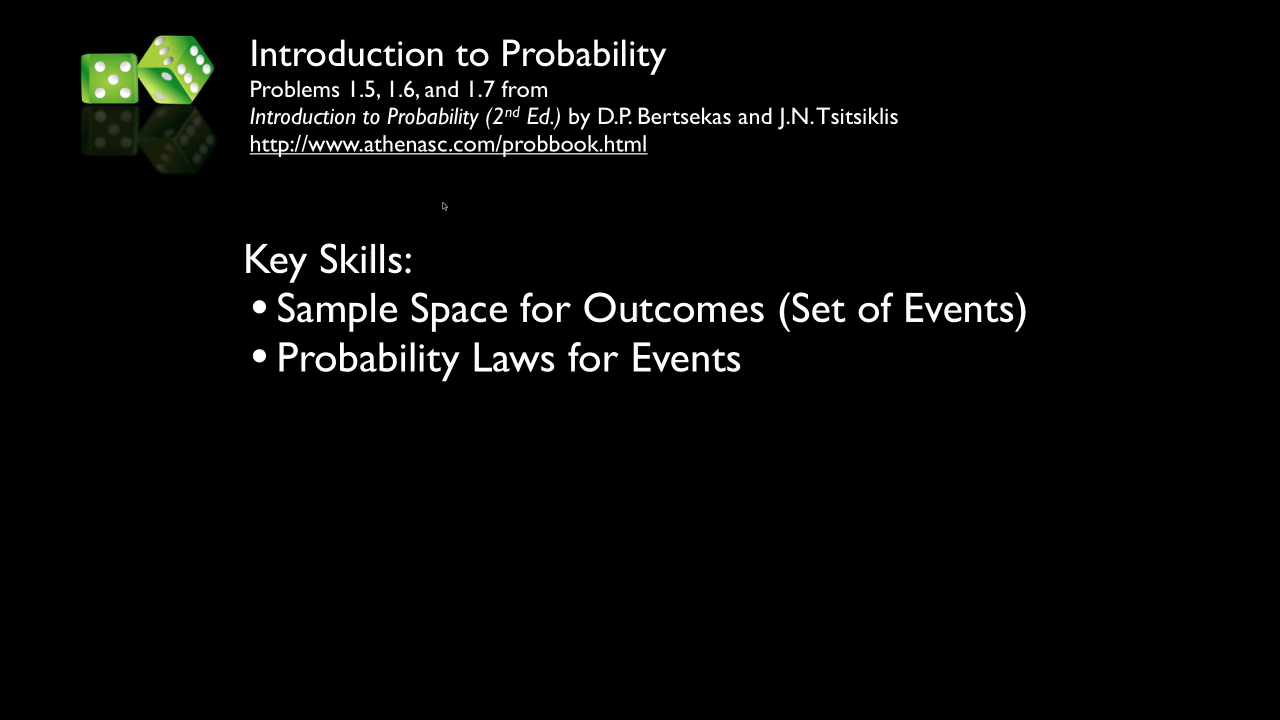 Introduction to Probability
Problems 1.5, 1.6, and 1.7 from
Introduction to Probability (2nd Ed.) by D.P. Bertsekas and J.N. Tsitsiklis
http://www.athenasc.com/probbook.html
Key Skills:
• Sample Space for Outcomes (Set of Events)
• Probability Laws for Events